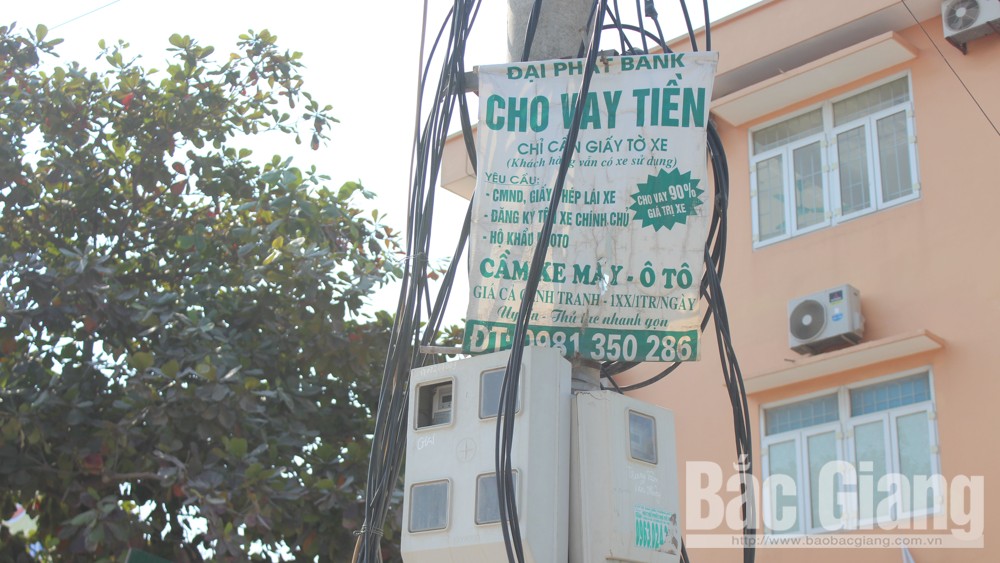 ĐẠI PHÁT BANK
CHO VAY TIỀN
CHỈ CẦN GIẤY TỜ XE
(Khách hàng vẫn có xe sử dụng)
YÊU CẦU:
- CMND, GIẤY PHÉP LÁI XE
- ĐĂNG KÝ TÊN XE CHÍNH CHỦ
- HỘ KHẨU PHOTO
CHO VAY 90%
GIÁ TRỊ XE
CẦM XE MÁY - Ô TÔ
GIÁ CẢ CẠNH TRANH - 1XX/1TR/NGÀY
Uy tín - Thủ tục nhanh gọn
ĐT: 0981 350 286
Bắc Giang
http://www.baobacgiang.com.vn